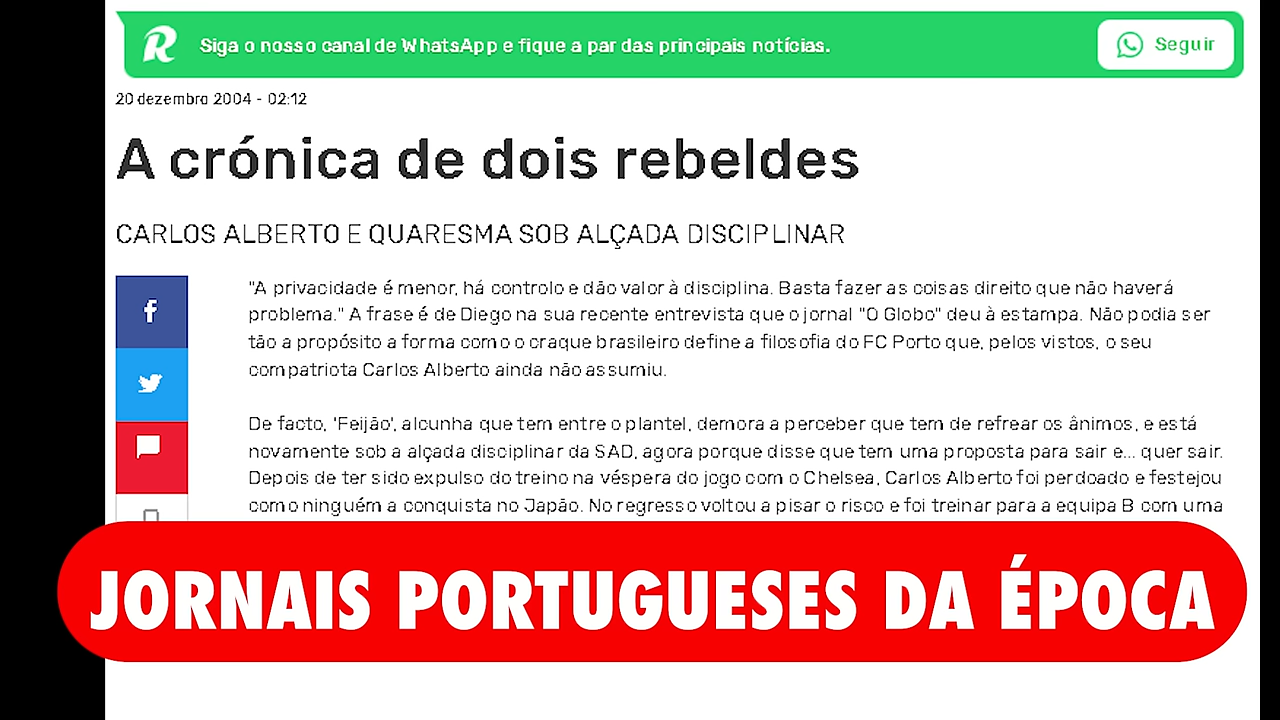 R
Siga o nosso canal de WhatsApp e fique a par das principais notícias.
Seguir
20 dezembro 2004 - 02:12
A crónica de dois rebeldes
CARLOS ALBERTO E QUARESMA SOB ALÇADA DISCIPLINAR
f
"A privacidade é menor, há controlo e dão valor à disciplina. Basta fazer as coisas direito que não haverá
problema." A frase é de Diego na sua recente entrevista que o jornal "O Globo" deu à estampa. Não podia ser
tão a propósito a forma como o craque brasileiro define a filosofia do FC Porto que, pelos vistos, o seu
compatriota Carlos Alberto ainda não assumiu.
De facto, 'Feijão', alcunha que tem entre o plantel, demora a perceber que tem de refrear os ânimos, e está
novamente sob a alçada disciplinar da SAD, agora porque disse que tem uma proposta para sair e... quer sair.
Depois de ter sido expulso do treino na véspera do jogo com o Chelsea, Carlos Alberto foi perdoado e festejou
como ninguém a conquista no Japão. No regresso voltou a pisar o risco e foi treinar para a equipa B com uma
JORNAIS PORTUGUESES DA ÉPOCA